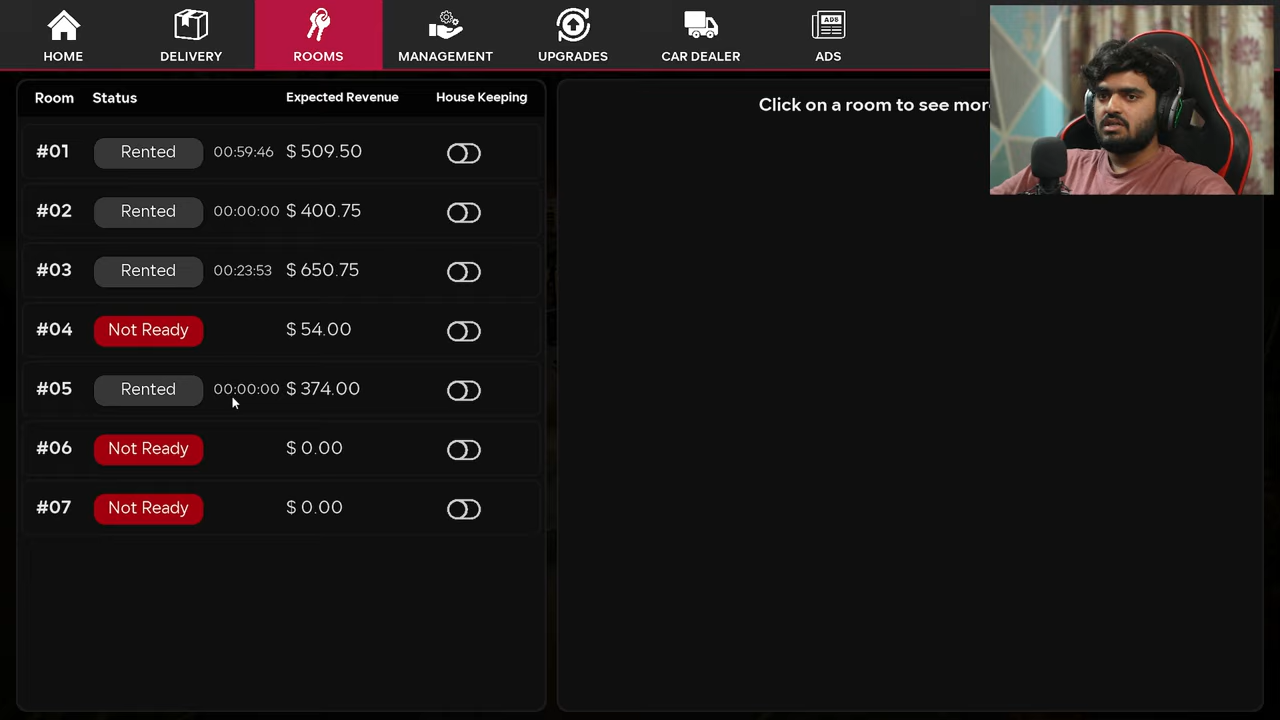 HOME DELIVERY ROOMS MANAGEMENT UPGRADES CAR DEALER ADS ADS
Room Status Expected Revenue House Keeping
Click on a room to see
#01 Rented 00:59:46 $ 509.50
#02 Rented 00:00:00 $ 400.75
#03 Rented 00:23:53 $ 650.75
#04 Not Ready $ 54.00
#05 Rented 00:00:00 $ 374.00
#06 Not Ready $ 0.00
#07 Not Ready $ 0.00